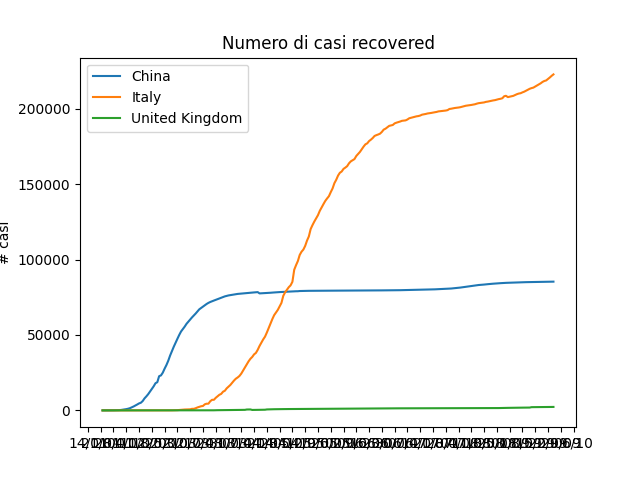 Numero di casi recovered
China
Italy
United Kingdom
200000
150000
100000
50000
0
# casi